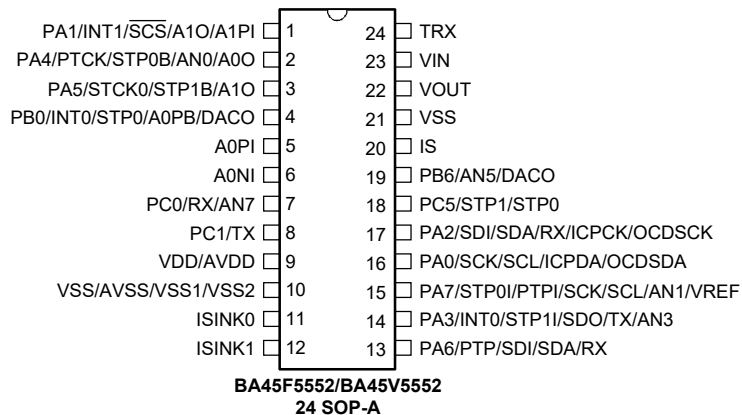 PA1/INT1/SCS/A1O/A1PI 1 24 TRX
PA4/PTCK/STP0B/AN0/A0O 2 23 VIN
PA5/STCK0/STP1B/A1O 3 22 VOUT
PB0/INT0/STP0/A0PB/DACO 4 21 VSS
A0PI 5 20 IS
A0NI 6 19 PB6/AN5/DACO
PC0/RX/AN7 7 18 PC5/STP1/STP0
PC1/TX 8 17 PA2/SDI/SDA/RX/ICPCK/OCDSCK
VDD/AVDD 9 16 PA0/SCK/SCL/ICPDA/OCDSDA
VSS/AVSS/VSS1/VSS2 10 15 PA7/STP0I/PTPI/SCK/SCL/AN1/VREF
ISINK0 11 14 PA3/INT0/STP1I/SDO/TX/AN3
ISINK1 12 13 PA6/PTP/SDI/SDA/RX
BA45F5552/BA45V5552
24 SOP-A